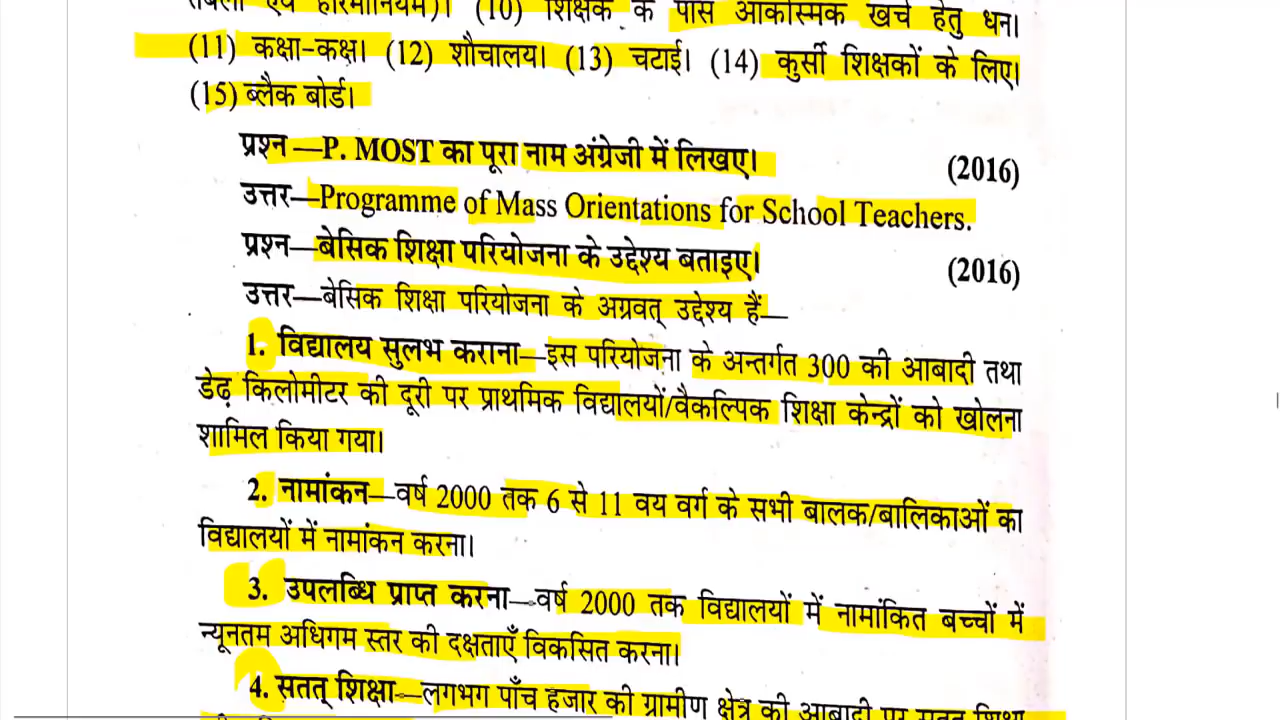 तबला एवं हारमोनियम)। (10) शिक्षक के पास आकस्मिक खर्च हेतु धन।
(11) कक्षा-कक्ष। (12) शौचालय। (13) चटाई। (14) कुर्सी शिक्षकों के लिए।
(15) ब्लैक बोर्ड।
प्रश्न—P. MOST का पूरा नाम अंग्रेजी में लिखए। (2016)
उत्तर—Programme of Mass Orientations for School Teachers.
प्रश्न—बेसिक शिक्षा परियोजना के उद्देश्य बताइए। (2016)
उत्तर—बेसिक शिक्षा परियोजना के अग्रवत् उद्देश्य हैं—
1. विद्यालय सुलभ कराना—इस परियोजना के अन्तर्गत 300 की आबादी तथा
डेढ़ किलोमीटर की दूरी पर प्राथमिक विद्यालयों/वैकल्पिक शिक्षा केन्द्रों को खोलना
शामिल किया गया।
2. नामांकन—वर्ष 2000 तक 6 से 11 वय वर्ग के सभी बालक/बालिकाओं का
विद्यालयों में नामांकन करना।
3. उपलब्धि प्राप्त करना—वर्ष 2000 तक विद्यालयों में नामांकित बच्चों में
न्यूनतम अधिगम स्तर की दक्षताएँ विकसित करना।
4. सतत् शिक्षा—लगभग पाँच हजार की ग्रामीण क्षेत्र की आबादी पर सतत शिक्षा